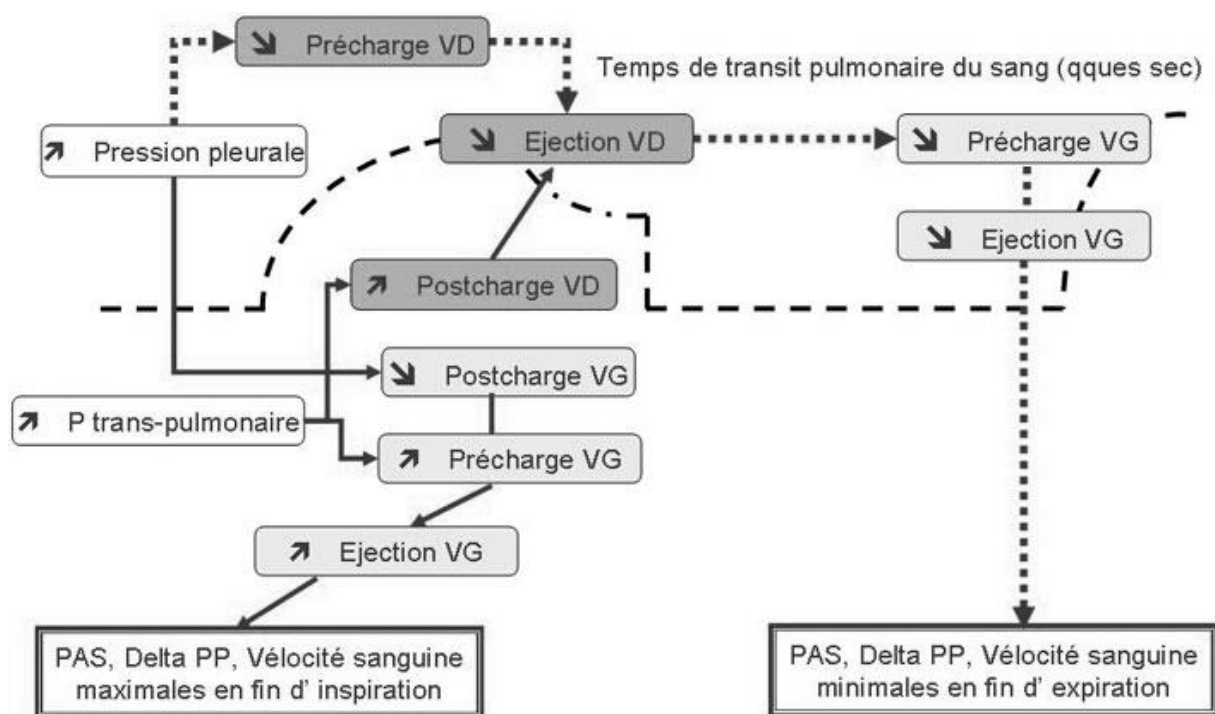 Précharge VD
Temps de transit pulmonaire du sang (qques sec)
Pression pleurale
Ejection VD
Précharge VG
Ejection VG
Postcharge VD
Postcharge VG
P trans-pulmonaire
Précharge VG
Ejection VG
PAS, Delta PP, Vélocité sanguine
maximales en fin d' inspiration
PAS, Delta PP, Vélocité sanguine
minimales en fin d' expiration